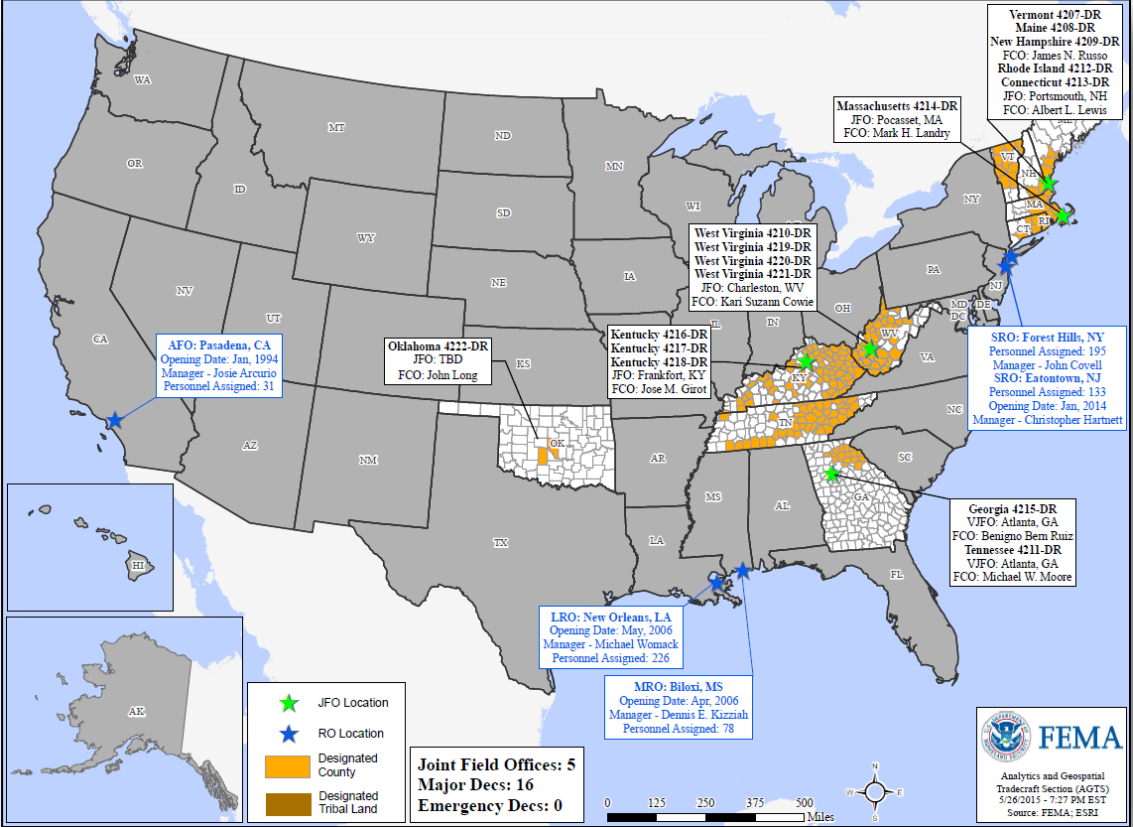 Vermont 4207-DR
Maine 4208-DR
New Hampshire 4209-DR
FCO: James N. Russo
Rhode Island 4212-DR
Connecticut 4213-DR
JFO: Portsmouth, NH
FCO: Albert L. Lewis
Massachusetts 4214-DR
JFO: Pocasset, MA
FCO: Mark H. Landry
West Virginia 4210-DR
West Virginia 4219-DR
West Virginia 4220-DR
West Virginia 4221-DR
JFO: Charleston, WV
FCO: Kari Suzann Cowie
Kentucky 4216-DR
Kentucky 4217-DR
Kentucky 4218-DR
JFO: Frankfort, KY
FCO: Jose M. Girot
Oklahoma 4222-DR
JFO: TBD
FCO: John Long
AFO: Pasadena, CA
Opening Date: Jan, 1994
Manager - Josie Arcurio
Personnel Assigned: 31
SRO: Forest Hills, NY
Personnel Assigned: 195
Manager - John Covell
SRO: Eatontown, NJ
Personnel Assigned: 133
Opening Date: Jan, 2014
Manager - Christopher Hartnett
Georgia 4215-DR
VJFO: Atlanta, GA
FCO: Benigno Bern Ruiz
Tennessee 4211-DR
VJFO: Atlanta, GA
FCO: Michael W. Moore
LRO: New Orleans, LA
Opening Date: May, 2006
Manager - Michael Womack
Personnel Assigned: 226
MRO: Biloxi, MS
Opening Date: Apr, 2006
Manager - Dennis E. Kizziah
Personnel Assigned: 78
WA
MT
ND
MN
OR
ID
SD
WI
WY
NY
VT
NH
MA
CT
RI
IA
NE
PA
NJ
NV
UT
CA
OH
IN
MD
DE
DC
WV
VA
KS
KY
NC
TN
AZ
NM
OK
AR
SC
MS
AL
GA
TX
LA
FL
HI
AK
JFO Location
RO Location
Designated
County
Designated
Tribal Land
Joint Field Offices: 5
Major Decs: 16
Emergency Decs: 0
0 125 250 375 500
Miles
N
W
E
S
FEMA
Analytics and Geospatial
Tradecraft Section (AGTS)
5/26/2015 - 7:27 PM EST
Source: FEMA; ESRI